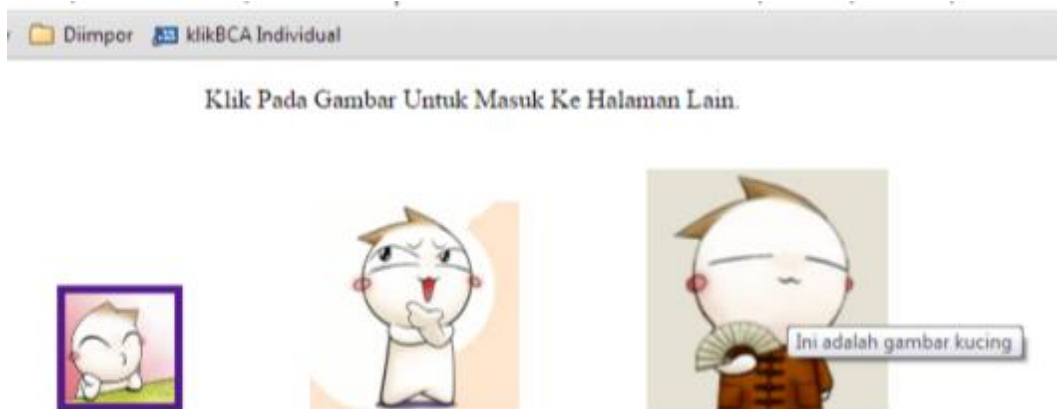 Diimpor klikBCA Individual
Klik Pada Gambar Untuk Masuk Ke Halaman Lain.
Ini adalah gambar kucing